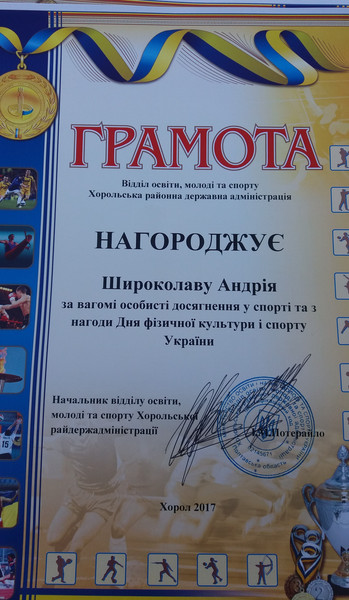 ГРАМОТА
Відділ освіти, молоді та спорту
Хорольська районна державна адміністрація
НАГОРОДЖУЄ
Широколаву Андрія
за вагомі особисті досягнення у спорті та з
нагоди Дня фізичної культури і спорту
України
Начальник відділу освіти,
молоді та спорту Хорольської
райдержадміністрації
Потерайло
Хорол 2017